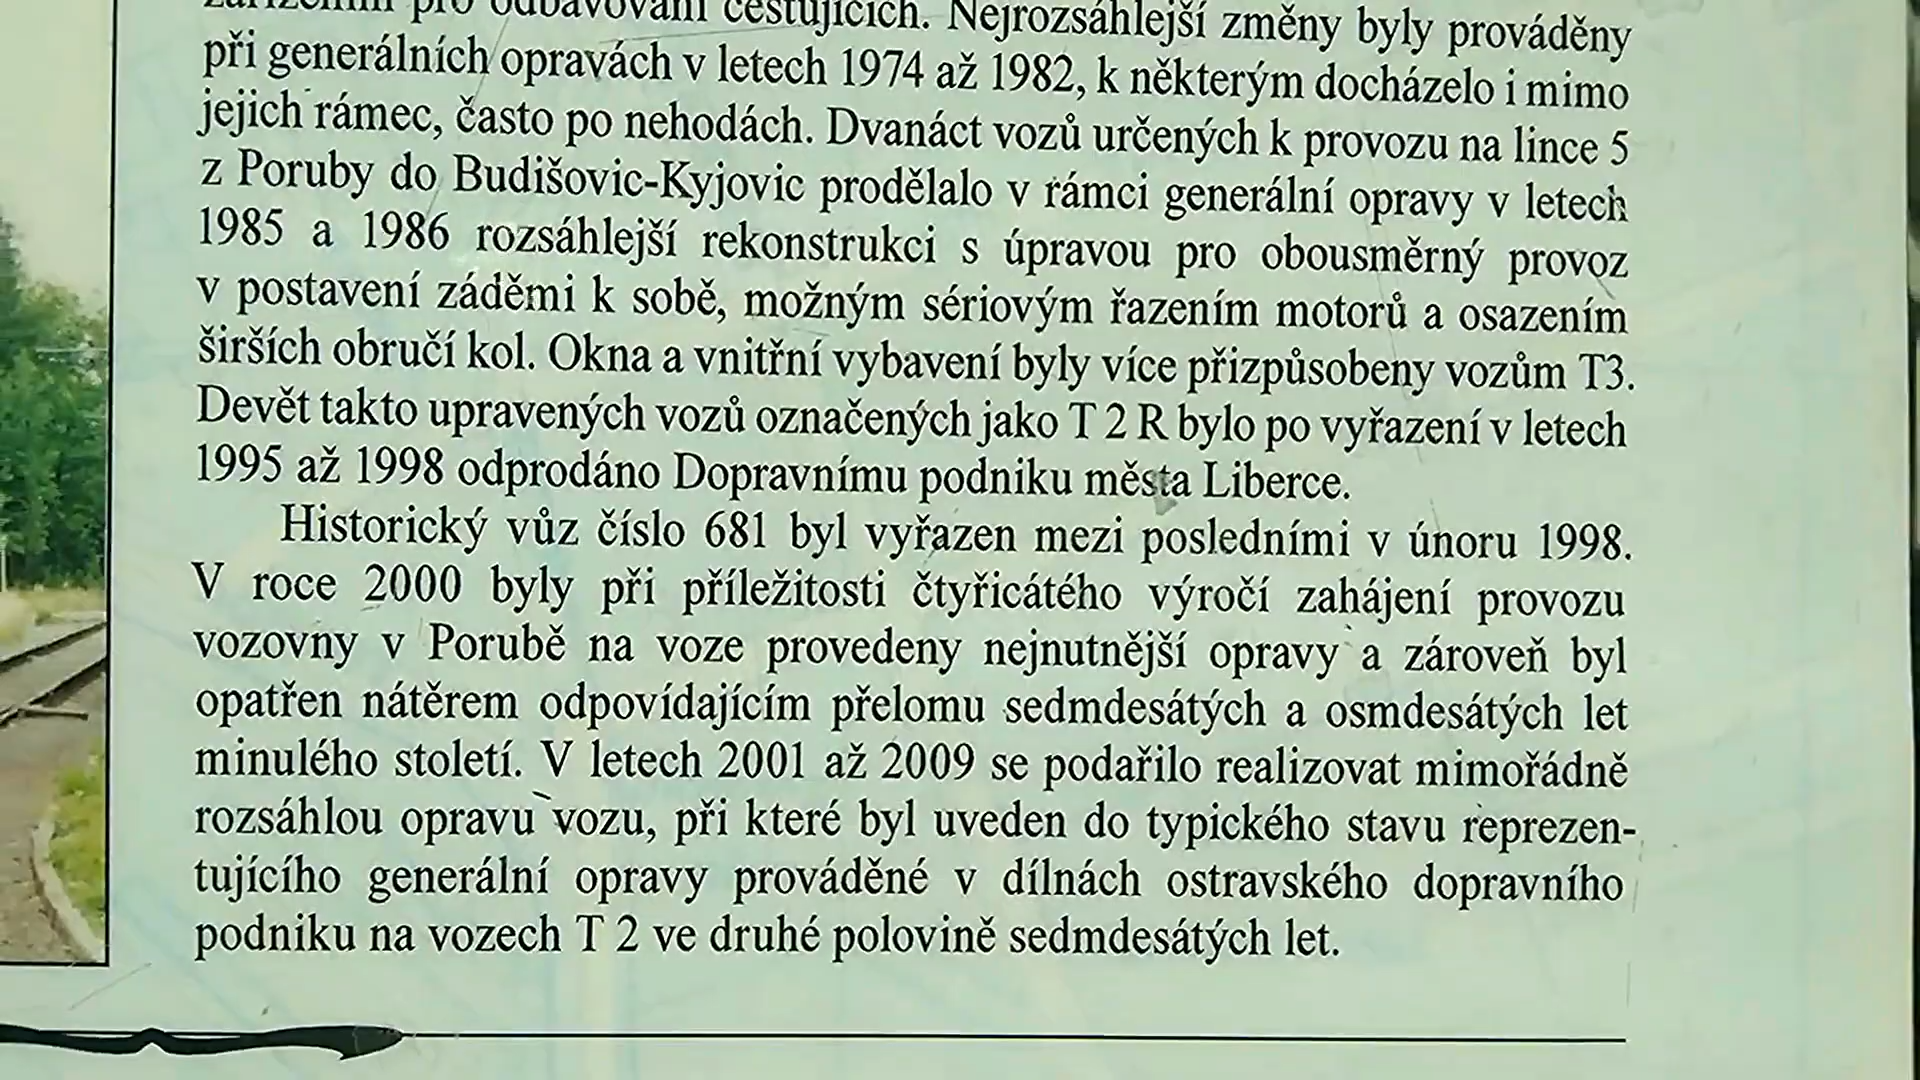 zařízením pro odbavování cestujících. Nejrozsáhlejší změny byly prováděny
při generálních opravách v letech 1974 až 1982, k některým docházelo i mimo
jejich rámec, často po nehodách. Dvanáct vozů určených k provozu na lince 5
z Poruby do Budišovic-Kyjovic prodělalo v rámci generální opravy v letech
1985 a 1986 rozsáhlejší rekonstrukci s úpravou pro obousměrný provoz
v postavení záděmi k sobě, možným sériovým řazením motorů a osazením
širších obručí kol. Okna a vnitřní vybavení byly více přizpůsobeny vozům T3.
Devět takto upravených vozů označených jako T 2 R bylo po vyřazení v letech
1995 až 1998 odprodáno Dopravnímu podniku města Liberce.
Historický vůz číslo 681 byl vyřazen mezi posledními v únoru 1998.
V roce 2000 byly při příležitosti čtyřicátého výročí zahájení provozu
vozovny v Porubě na voze provedeny nejnutnější opravy a zároveň byl
opatřen nátěrem odpovídajícím přelomu sedmdesátých a osmdesátých let
minulého století. V letech 2001 až 2009 se podařilo realizovat mimořádně
rozsáhlou opravu vozu, při které byl uveden do typického stavu reprezen-
tujícího generální opravy prováděné v dílnách ostravského dopravního
podniku na vozech T 2 ve druhé polovině sedmdesátých let.